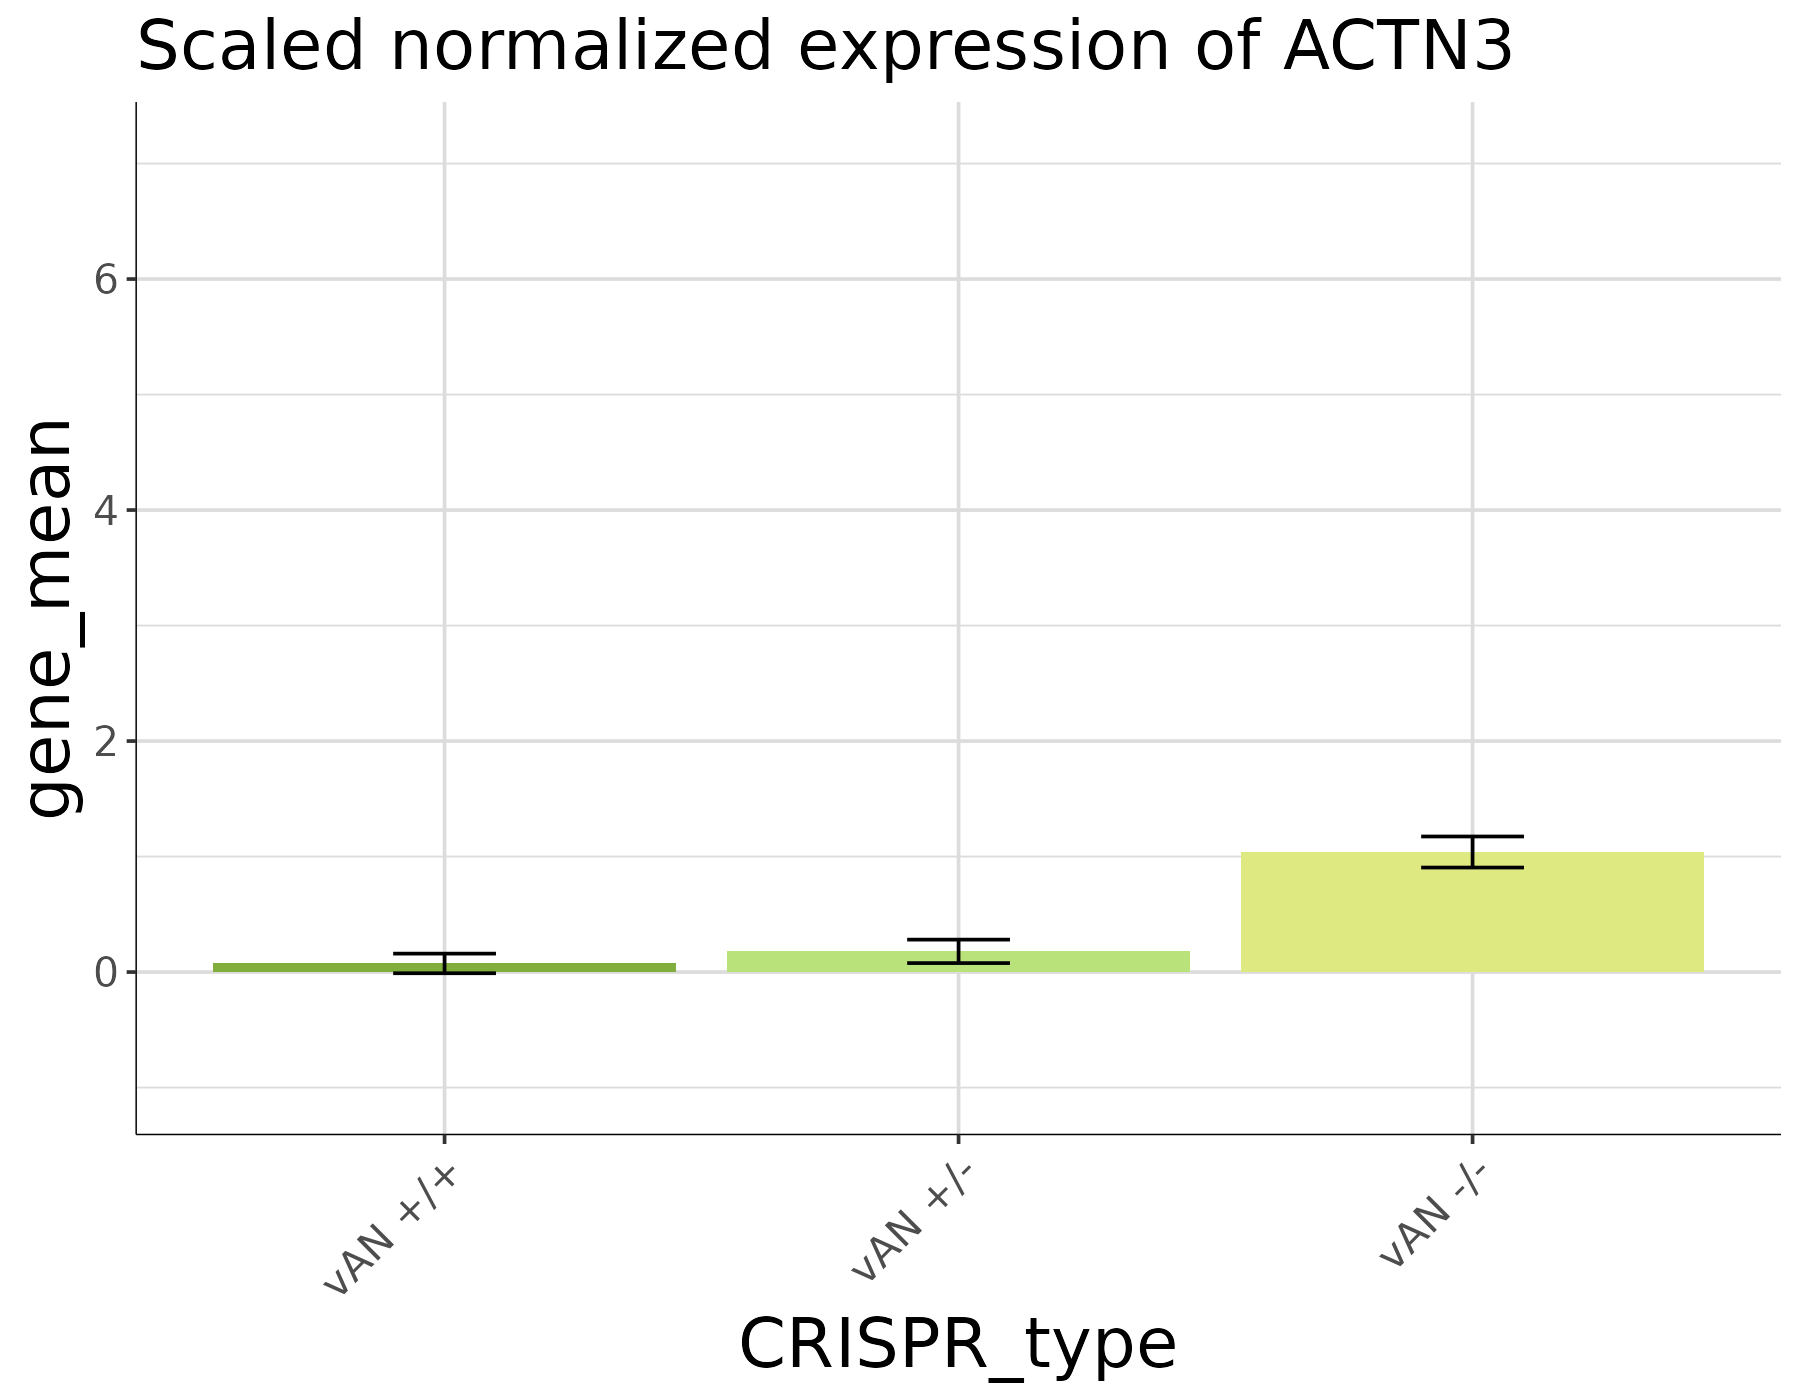 Scaled normalized expression of ACTN3
gene_mean
6
4
2
0
vAN +/+
vAN +/-
vAN -/-
CRISPR_type